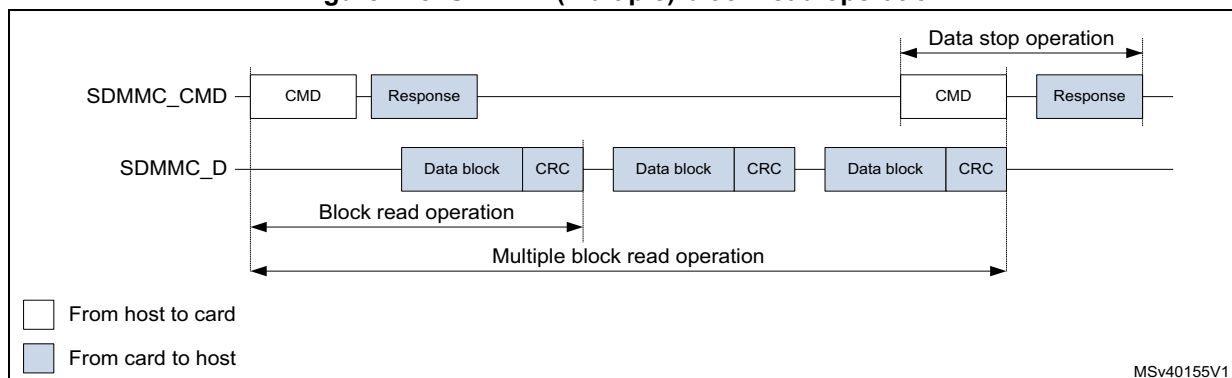 Data stop operation
SDMMC_CMD CMD Response CMD Response
SDMMC_D Data block CRC Data block CRC Data block CRC
Block read operation
Multiple block read operation
From host to card
From card to host
MSv40155V1